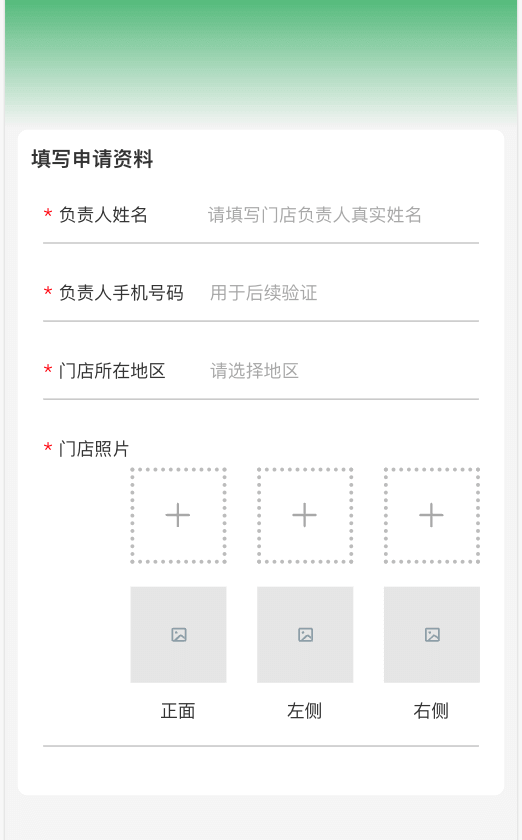 填写申请资料
* 负责人姓名 请填写门店负责人真实姓名
* 负责人手机号码 用于后续验证
* 门店所在地区 请选择地区
* 门店照片
正面 左侧 右侧